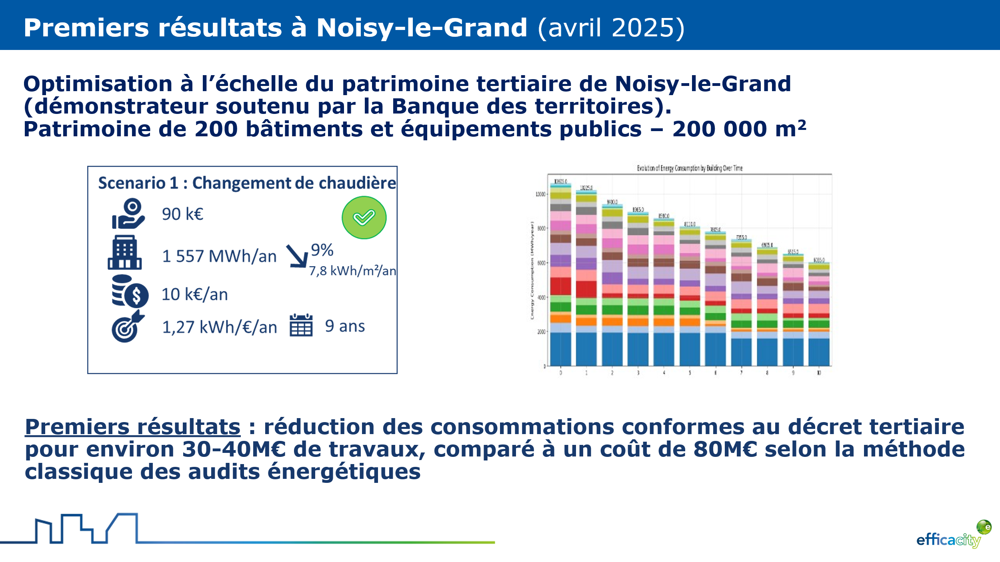 Premiers résultats à Noisy-le-Grand (avril 2025)
Optimisation à l’échelle du patrimoine tertiaire de Noisy-le-Grand
(démonstrateur soutenu par la Banque des territoires).
Patrimoine de 200 bâtiments et équipements publics – 200 000 m²
Scenario 1 : Changement de chaudière
90 k€
1 557 MWh/an
9%
7,8 kWh/m²/an
10 k€/an
1,27 kWh/€/an
9 ans
Evolution of Energy Consumption by Building Over Time
Energy Consumption (MWh/year)
10000
8000
6000
4000
2000
0
10605.0
10225.0
9400.0
8965.0
8590.0
8110.0
7805.0
7355.0
6905.0
6515.0
6035.0
0 1 2 3 4 5 6 7 8 9 10
Premiers résultats : réduction des consommations conformes au décret tertiaire
pour environ 30-40M€ de travaux, comparé à un coût de 80M€ selon la méthode
classique des audits énergétiques
efficacity
e